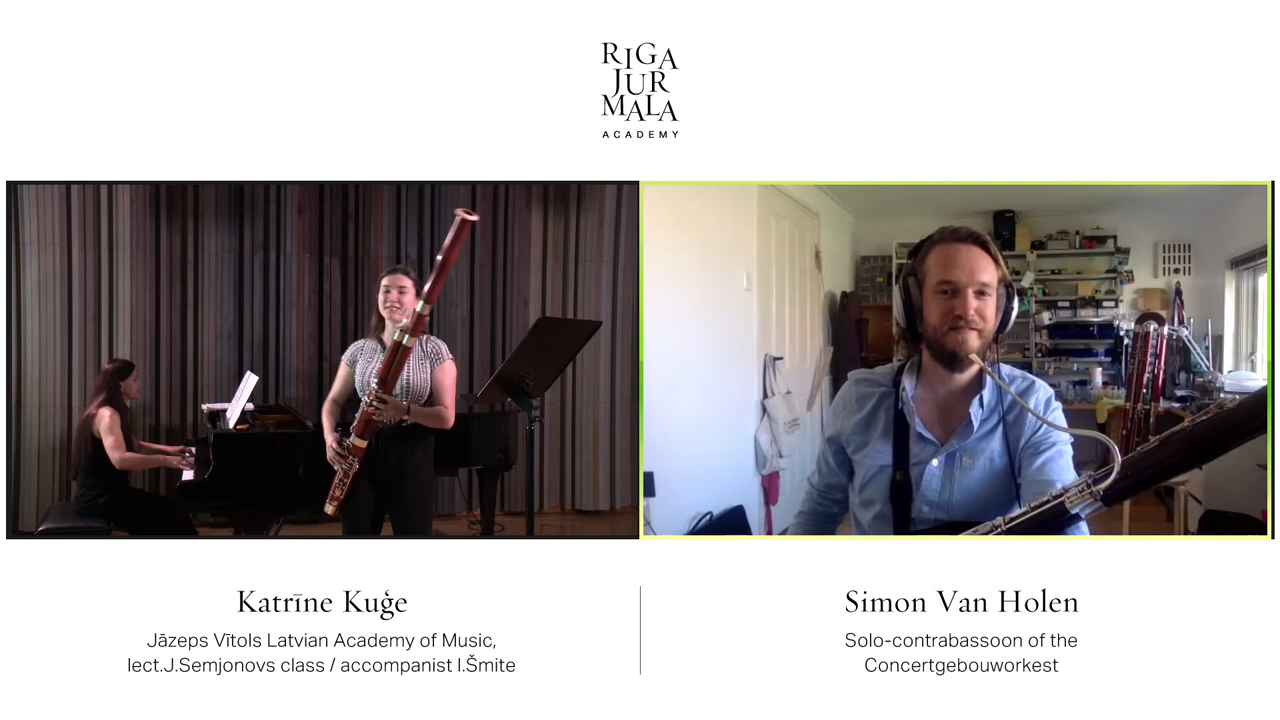 RIGA
JUR
MALA
ACADEMY
Katrīne Kuģe
Jāzeps Vītols Latvian Academy of Music,
lect.J.Semjonovs class / accompanist I.Šmite
Simon Van Holen
Solo-contrabassoon of the
Concertgebouworkest